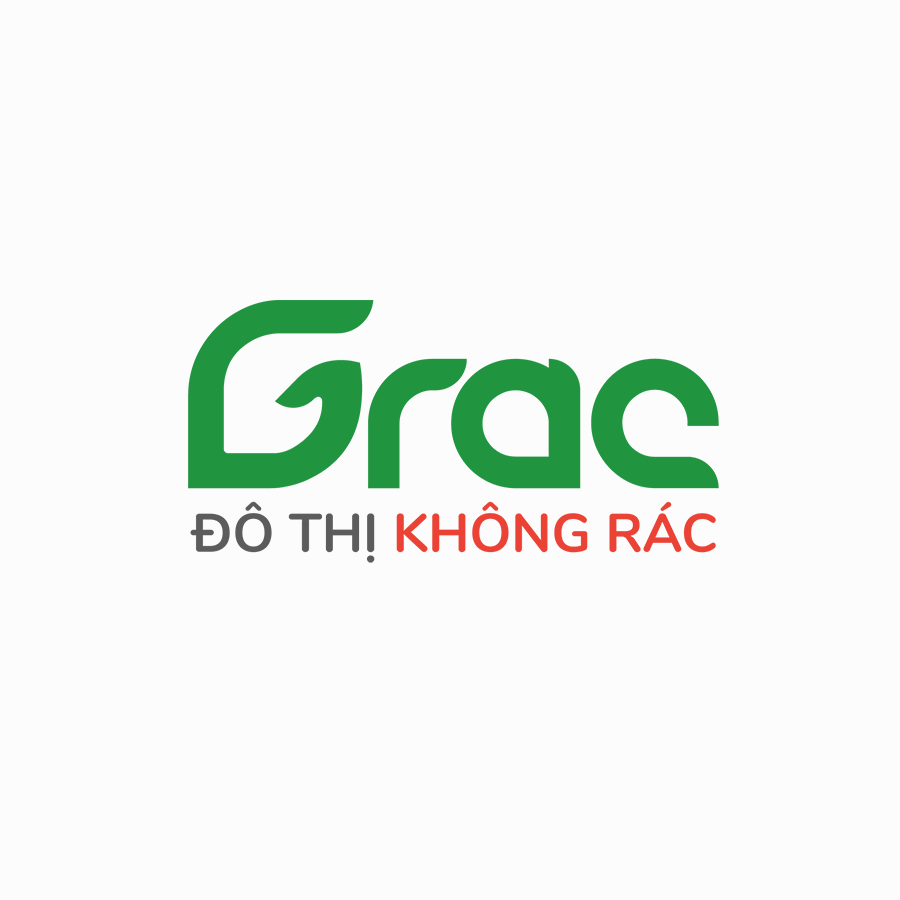 Grac
ĐÔ THỊ KHÔNG RÁC